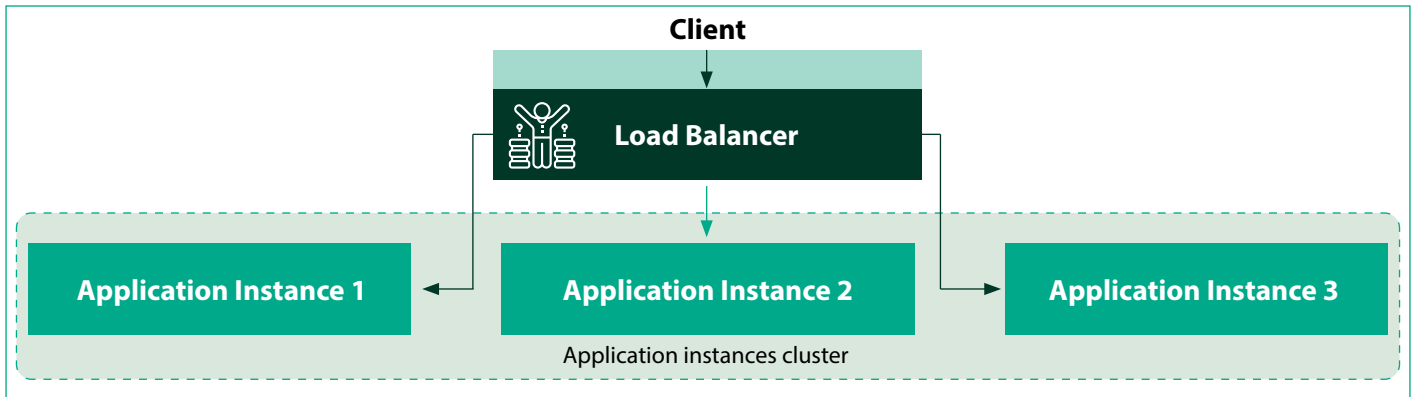 Client
Load Balancer
Application Instance 1
Application Instance 2
Application Instance 3
Application instances cluster